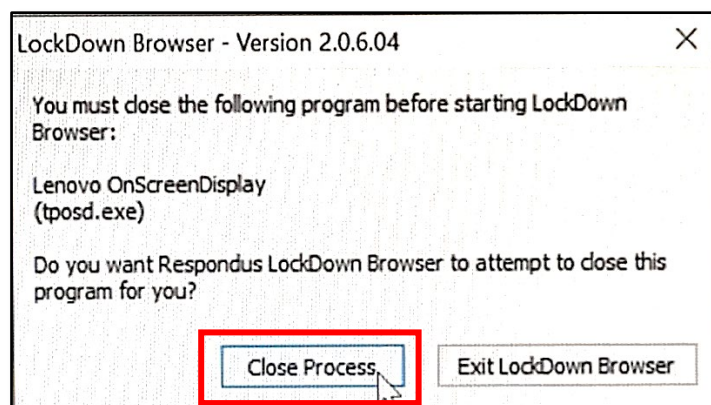 LockDown Browser - Version 2.0.6.04
You must close the following program before starting LockDown
Browser:
Lenovo OnScreenDisplay
(tposd.exe)
Do you want Respondus LockDown Browser to attempt to close this
program for you?
Close Process
Exit LockDown Browser